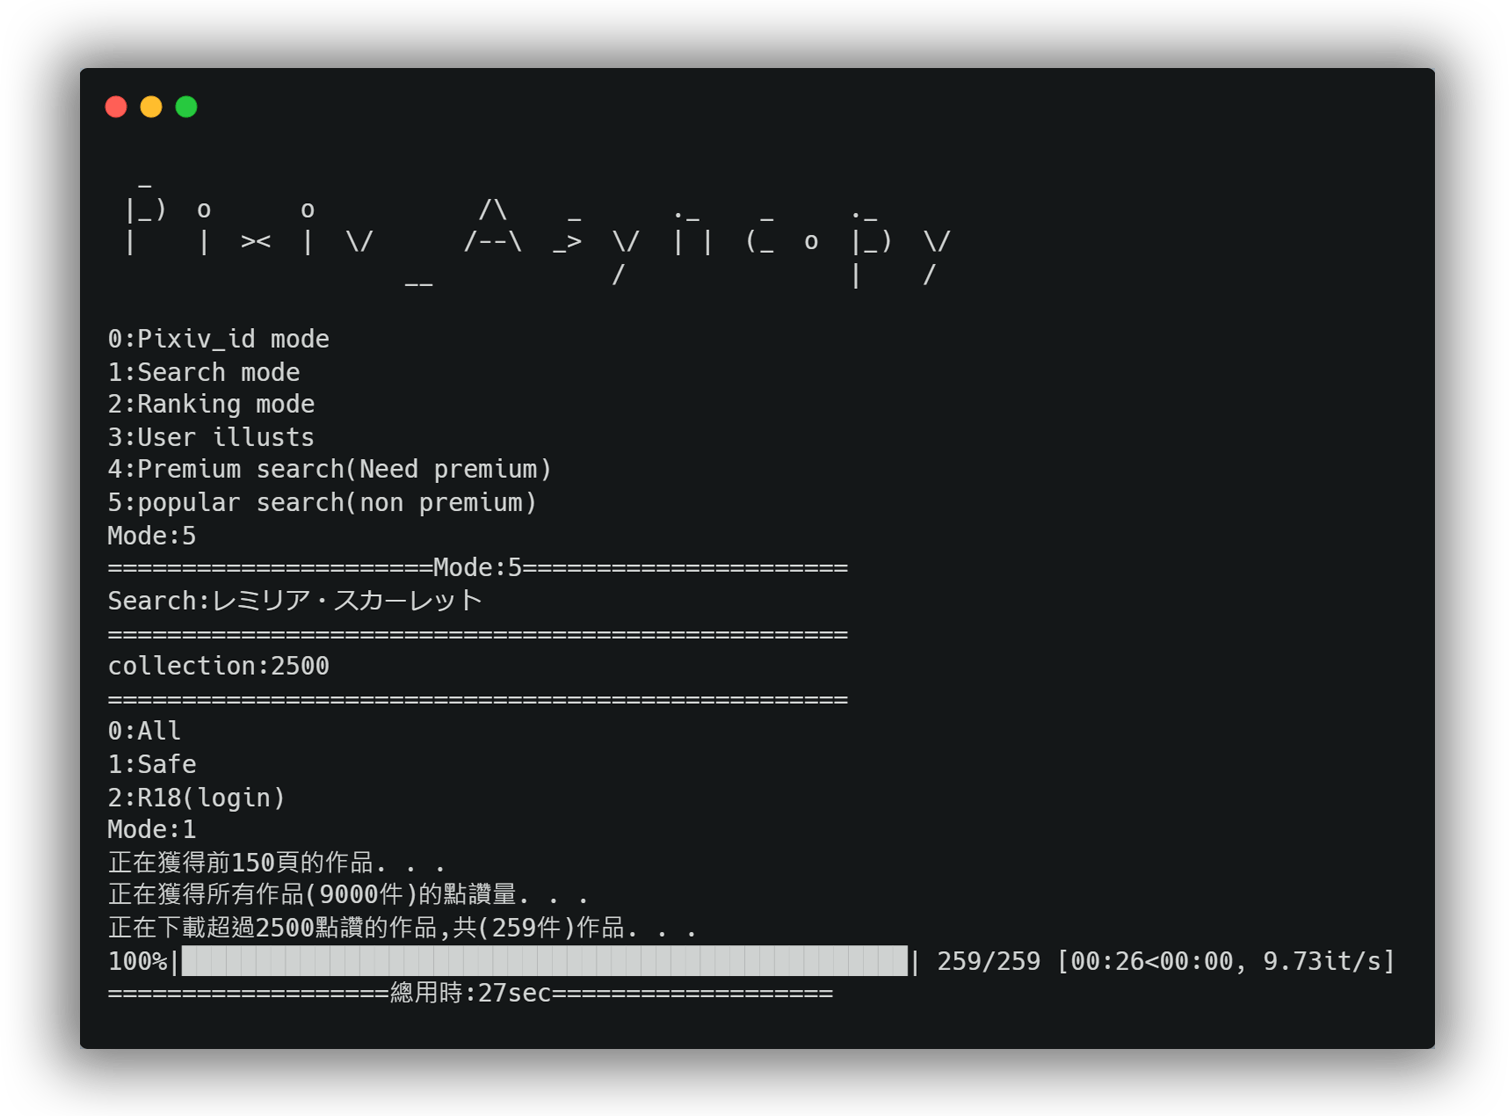 _
 |_)  o      o           /\    _      ._    _     ._
 |    |  ><  |  \/      /--\  _>  \/  | |  (_  o  |_)  \/
                    __            /               |    /
0:Pixiv_id mode
1:Search mode
2:Ranking mode
3:User illusts
4:Premium search(Need premium)
5:popular search(non premium)
Mode:5
======================Mode:5======================
Search:レミリア・スカーレット
==================================================
collection:2500
==================================================
0:All
1:Safe
2:R18(login)
Mode:1
正在獲得前150頁的作品. . .
正在獲得所有作品(9000件)的點讚量. . .
正在下載超過2500點讚的作品,共(259件)作品. . .
100%|█████████████████████████████████████████████████| 259/259 [00:26<00:00, 9.73it/s]
===================總用時:27sec===================